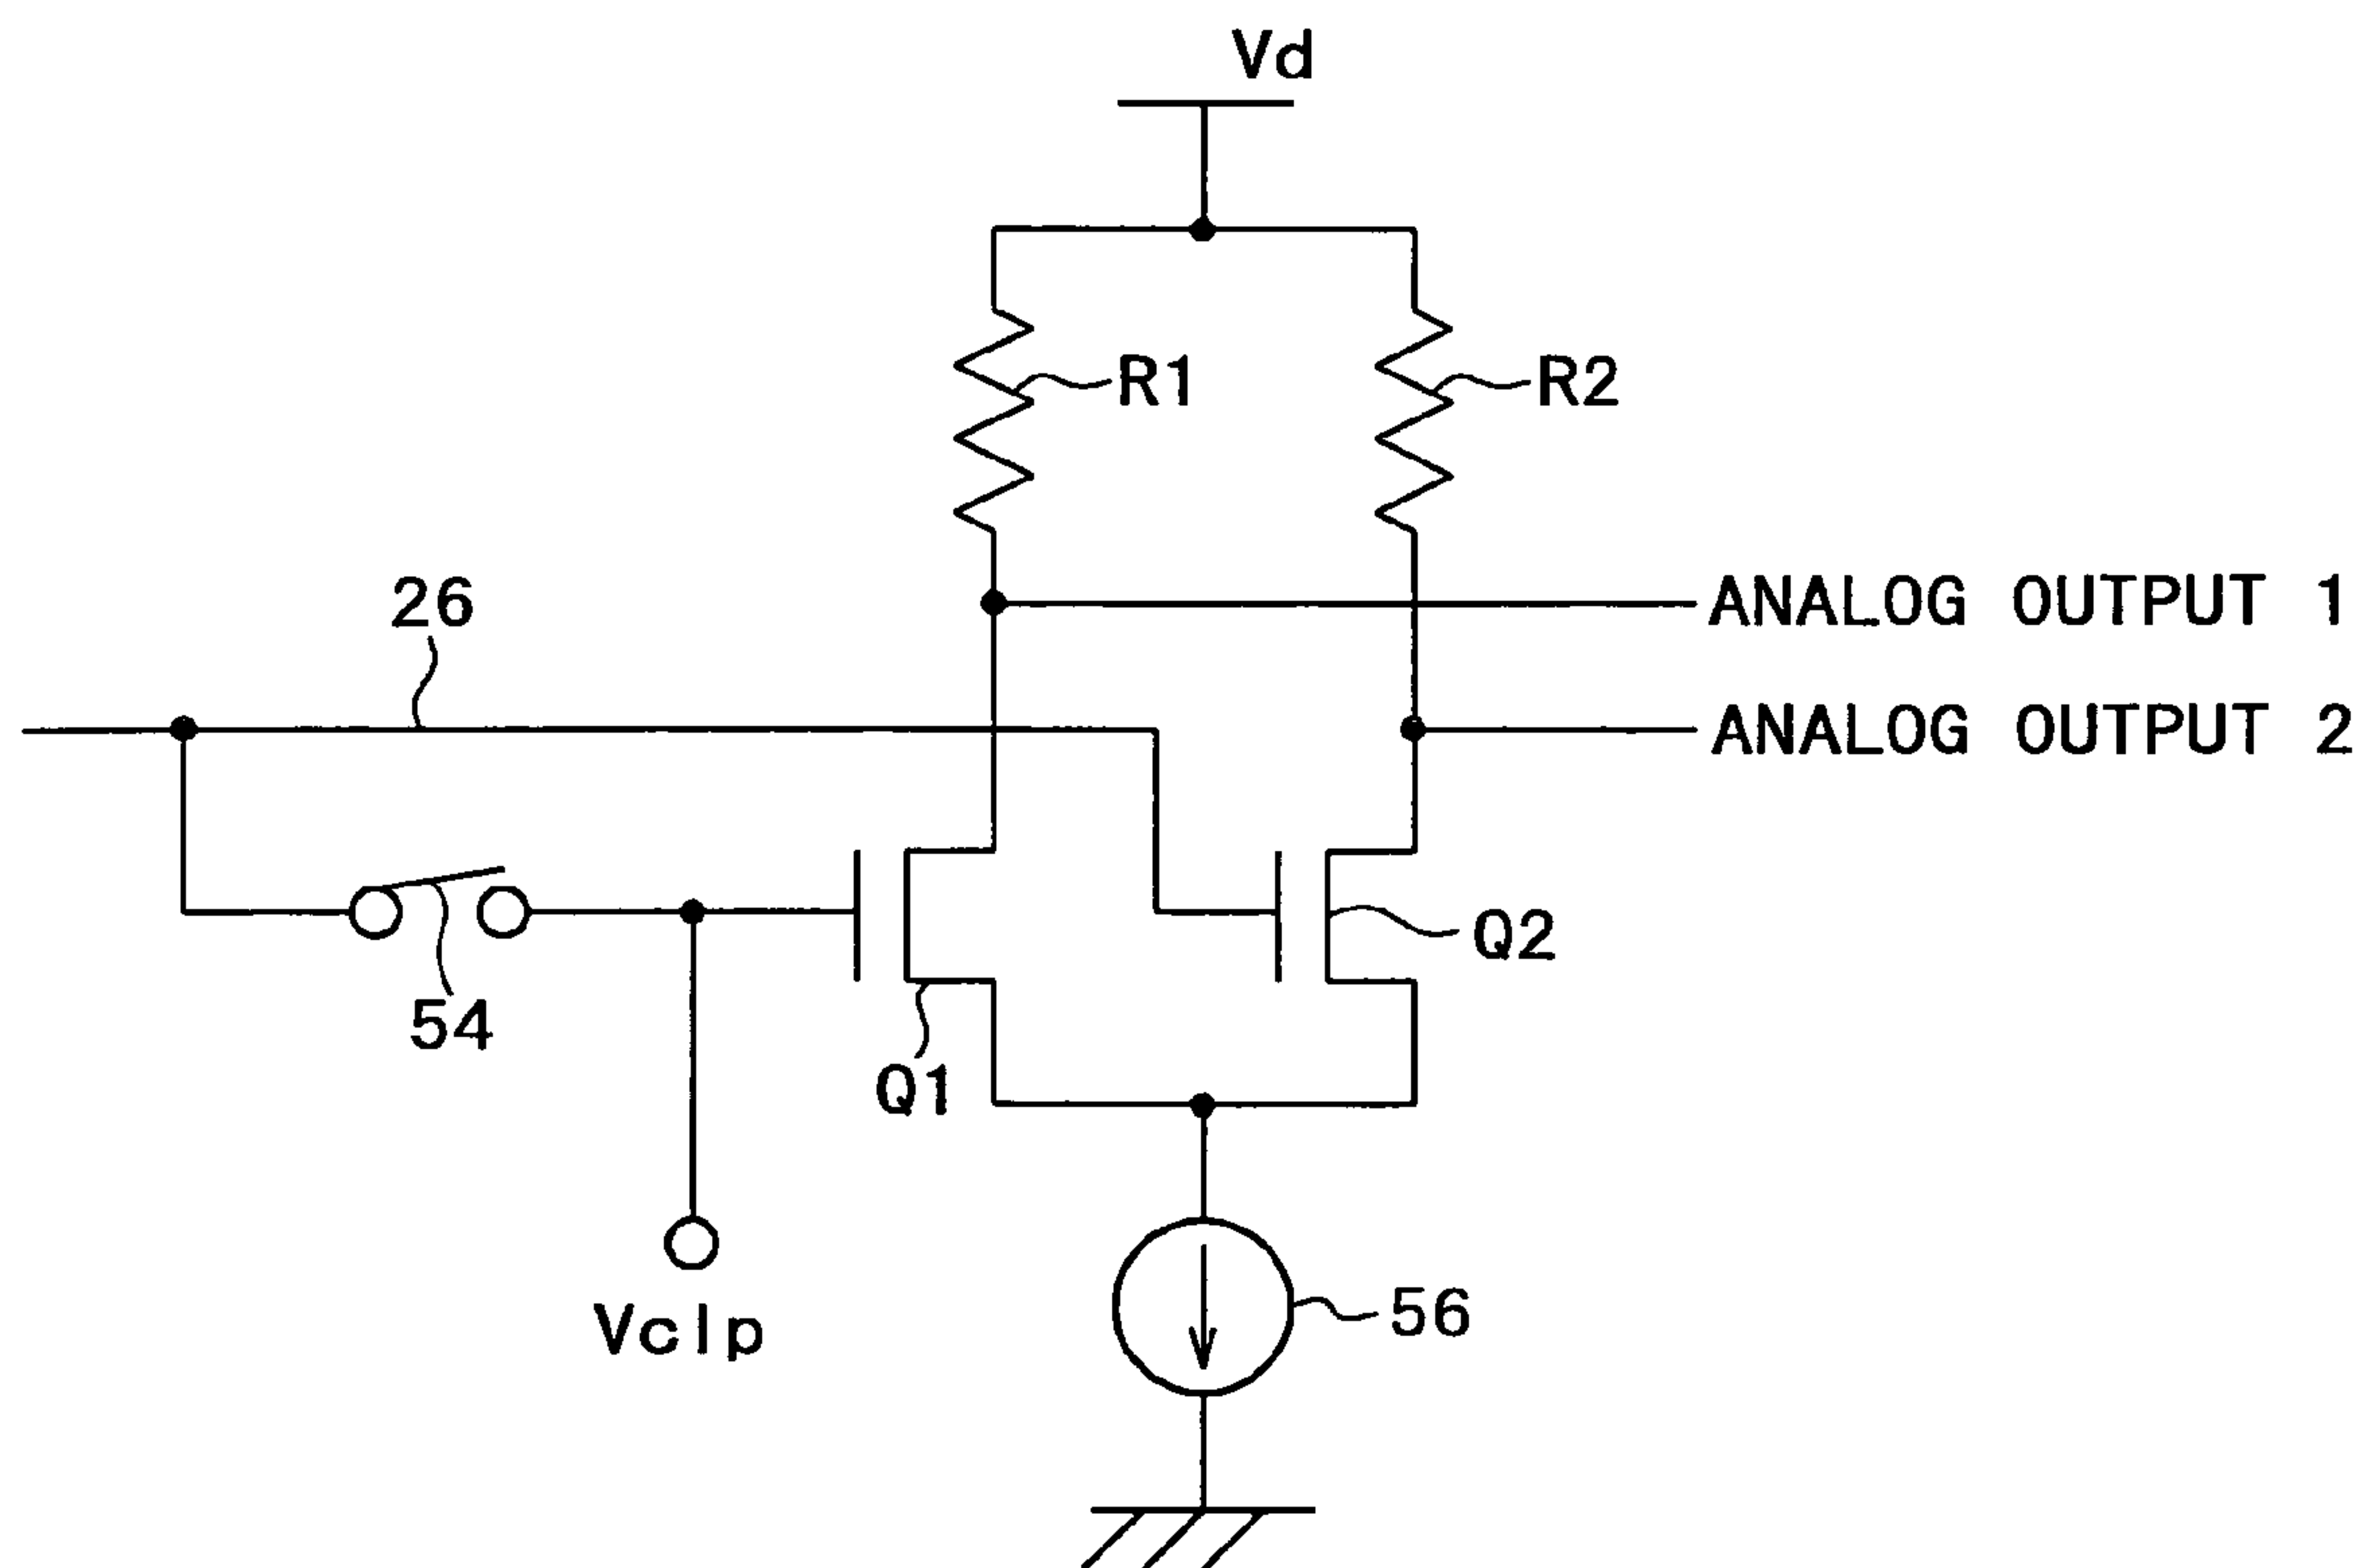 Vd
R1
R2
26
ANALOG OUTPUT 1
ANALOG OUTPUT 2
Q2
54
Q1
56
Vclp